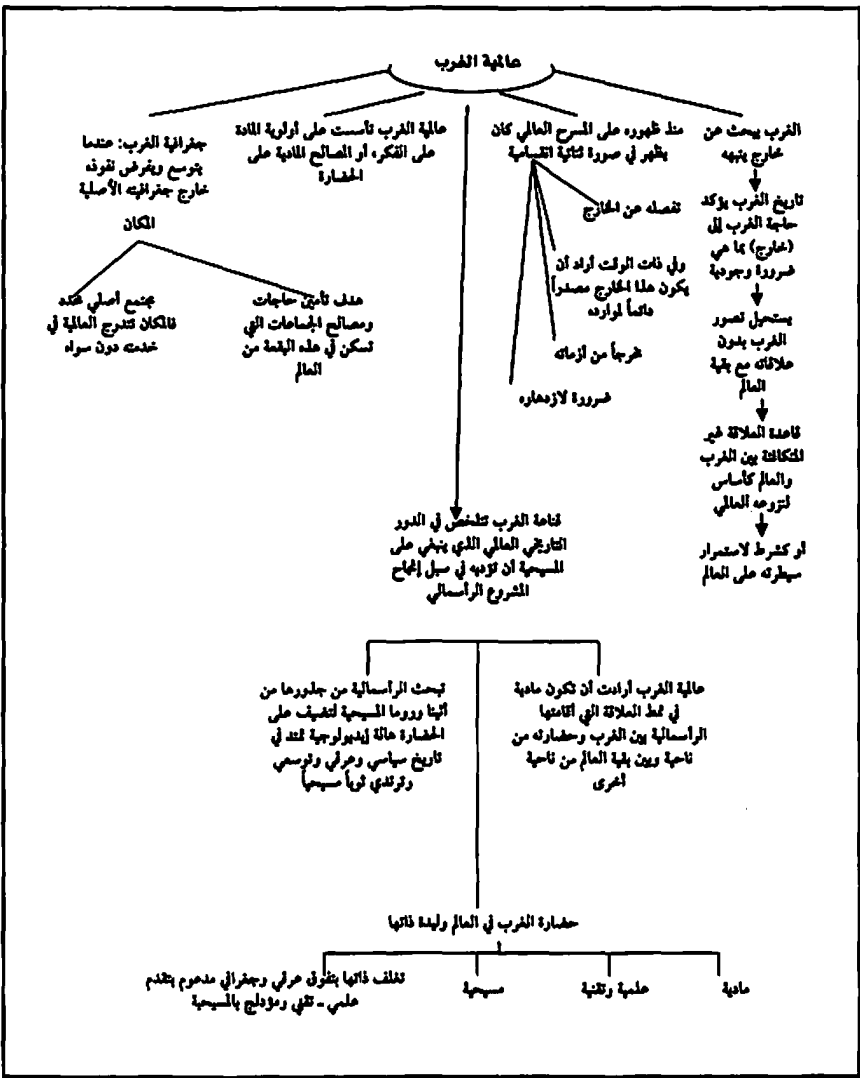 عالمية الغرب
الغرب يبحث عن
خارج ينبهه
تاريخ الغرب يؤكد
حاجة الغرب إلى
(خارج) بما هي
ضرورة وجودية
يستحيل تصور
الغرب بدون
علاقاته مع بقية
العالم
قاعدة العلاقة غير
المتكافئة بين الغرب
والعالم كأساس
لنزوعه العالمي
أو كشرط لاستمرار
سيطرته على العالم
منذ ظهوره على المسرح العالمي كان
يظهر في صورة ثنائية انقسامية
تفصله عن الخارج
وفي ذات الوقت أراد أن
يكون هذا الخارج مصدراً
دائماً لموارده
مخرجاً من أزماته
ضرورة لازدهاره
عالمية الغرب تأسست على أولوية المادة
على الفكر، أو المصالح المادية على
الحضارة
جغرافية الغرب: عندما
يتوسع ويفرض نفوذه
خارج جغرافيته الأصلية
المكان
هدف تأمين حاجات
ومصالح الجماعات التي
تسكن في هذه البقعة من
العالم
مجتمع أصلي محدد
فالمكان تتدرج العالمية في
خدمته دون سواه
قناعة الغرب تتلخص في الدور
التاريخي العالمي الذي ينبغي على
المسيحية أن تؤديه في سبيل إنجاح
المشروع الرأسمالي
عالمية الغرب أرادت أن تكون مادية
في نمط العلاقة التي أقامتها
الرأسمالية بين الغرب وحضارته من
ناحية وبين بقية العالم من ناحية
أخرى
تبحث الرأسمالية من جذورها من
أثينا وروما المسيحية لتضيف على
الحضارة هالة إيديولوجية تمتد في
تاريخ سياسي وعرقي وتوسعي
وترتدي ثوباً مسيحياً
حضارة الغرب في العالم وليدة ذاتها
مادية
علمية وتقنية
مسيحية
تغلف ذاتها بتفوق عرقي وجغرافي مدعوم بتقدم
علمي ـ تقني ومؤدلج بالمسيحية